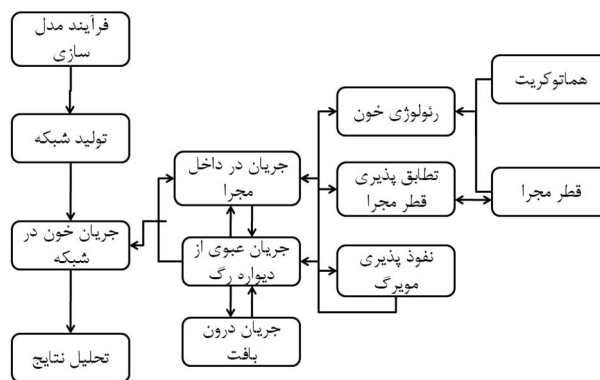 فرآیند مدل
سازی
تولید شبکه
جریان خون در
شبکه
تحلیل نتایج
جریان در داخل
مجرا
جریان عبوی از
دیواره رگ
جریان درون
بافت
رئولوژی خون
تطابق پذیری
قطر مجرا
نفوذ پذیری
مویرگ
هماتوکریت
قطر مجرا